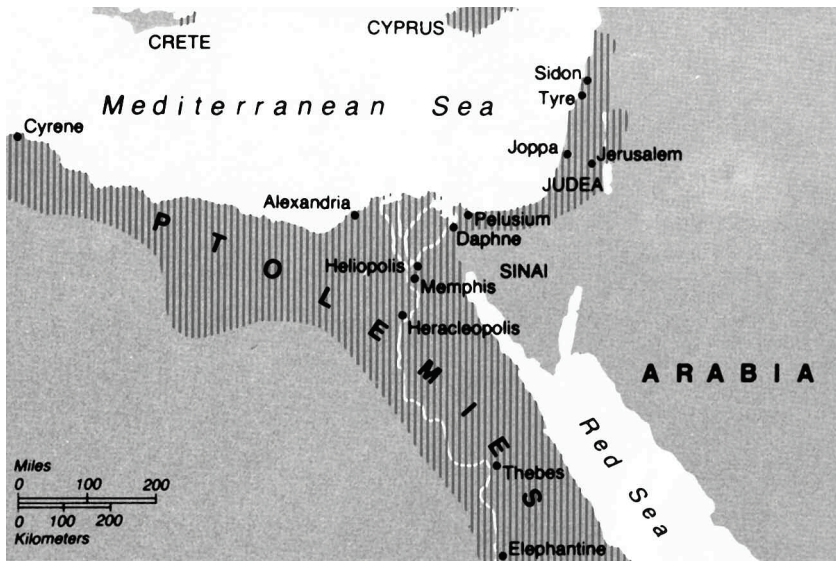 CRETE
CYPRUS
Sidon
Mediterranean Sea
Tyre
Cyrene
Joppa
Jerusalem
JUDEA
Alexandria
PTOLEMIES
Pelusium
Daphne
Heliopolis
SINAI
Memphis
Heracleopolis
ARABIA
Red Sea
Miles
0 100 200
0 100 200
Kilometers
Thebes
Elephantine